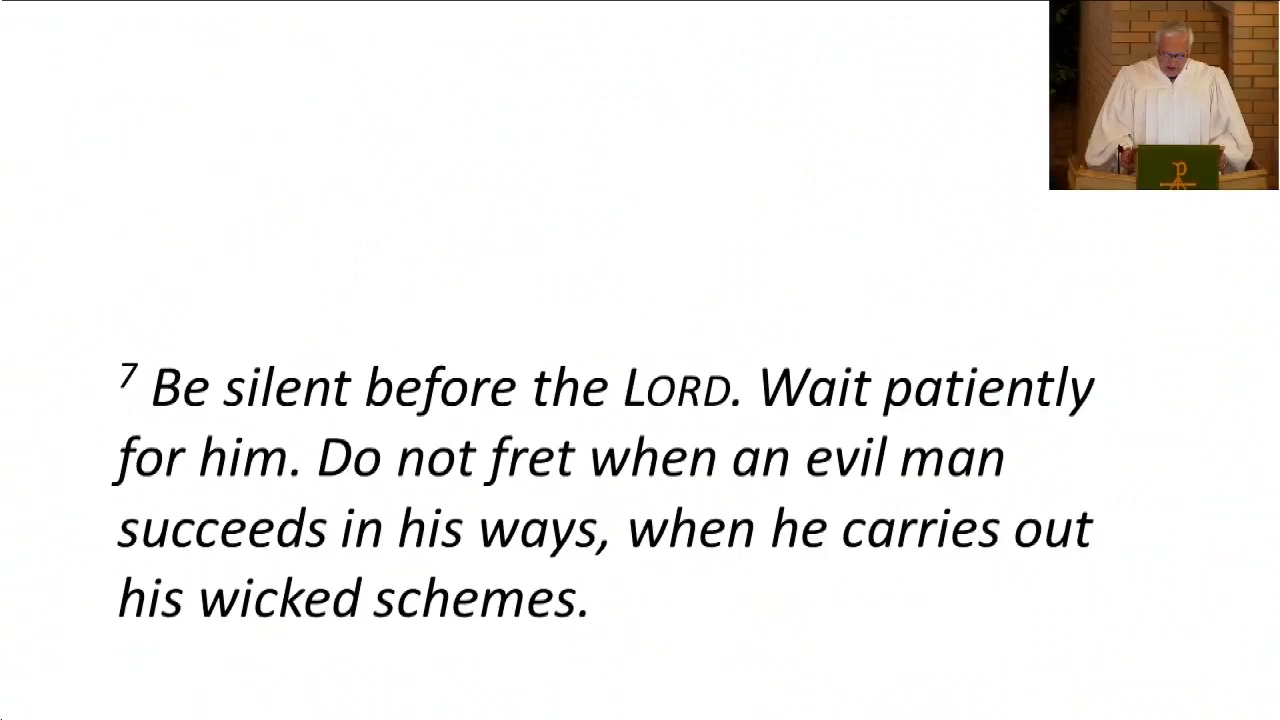 7 Be silent before the LORD. Wait patiently
for him. Do not fret when an evil man
succeeds in his ways, when he carries out
his wicked schemes.